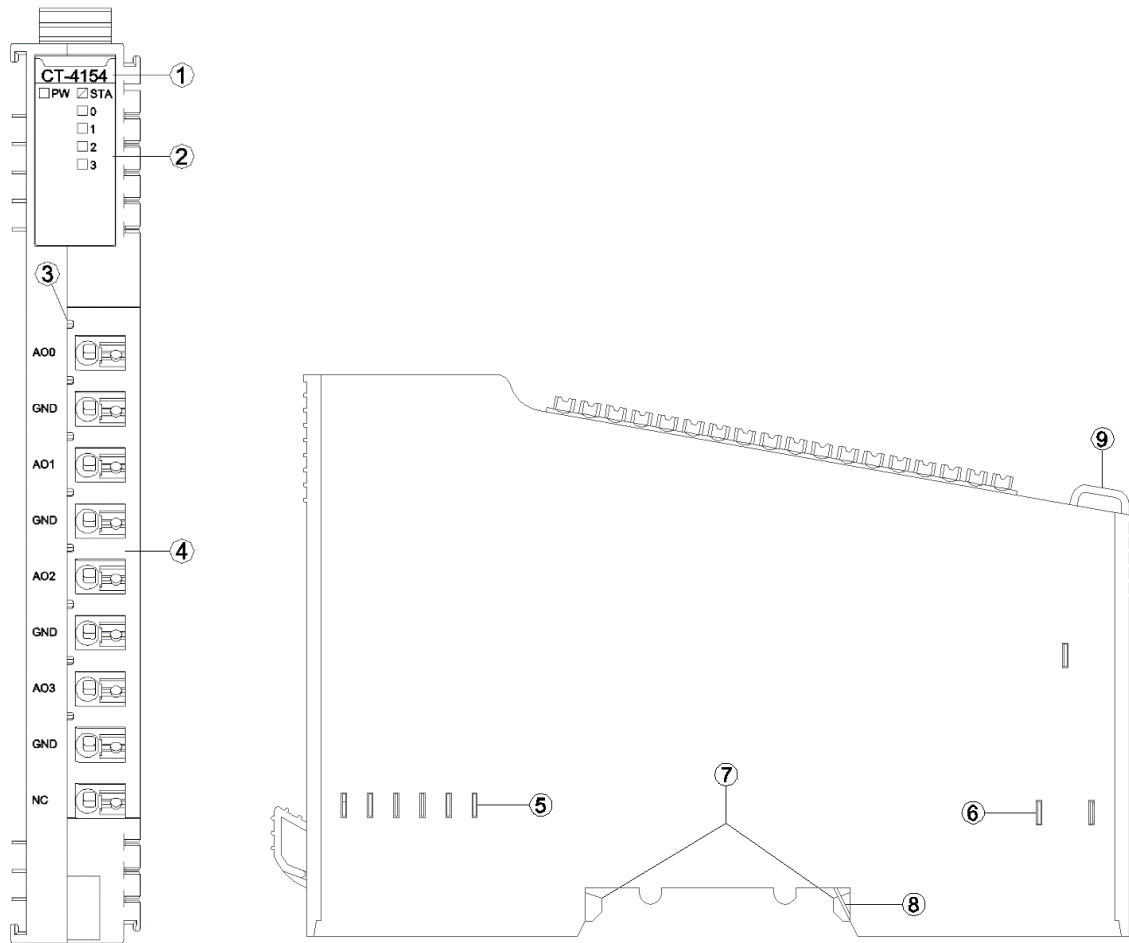 CT-4154
①
PW STA
0
1
2
②
3
③
AO0
GND
AO1
⑨
GND
④
AO2
GND
AO3
GND
⑦
NC
⑤
⑥
⑧